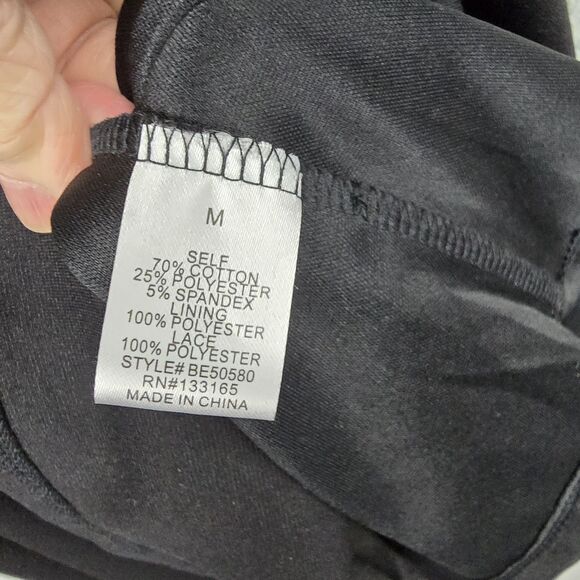 M
SELF
70% COTTON
25% POLYESTER
5% SPANDEX
LINING
100% POLYESTER
LACE
100% POLYESTER
STYLE# BE50580
RN#133165
MADE IN CHINA